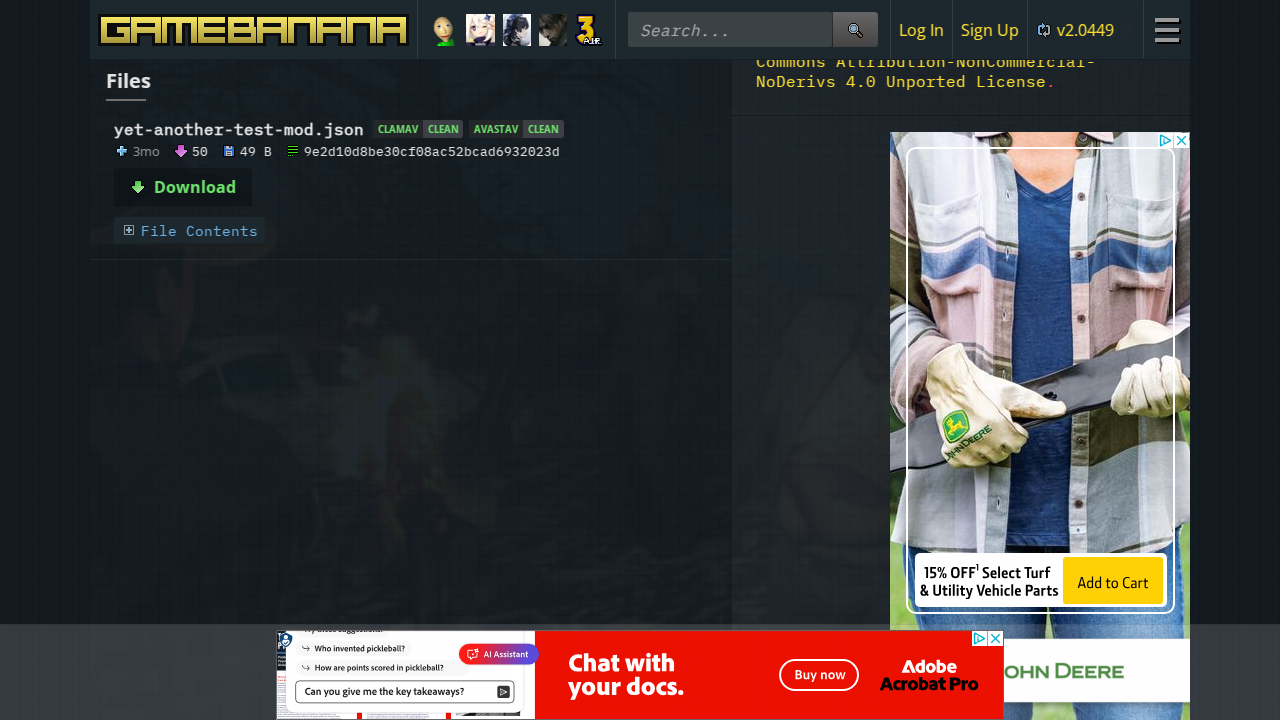 GAMEBANANA
Search...
Log In
Sign Up
v2.0449
Commons Attribution-NonCommercial-
NoDerivs 4.0 Unported License.
Files
yet-another-test-mod.json CLAMAV CLEAN AVASTAV CLEAN
3mo 50 49 B 9e2d10d8be30cf08ac52bcad6932023d
Download
File Contents
JOHN DEERE
15% OFF¹ Select Turf
& Utility Vehicle Parts
Add to Cart
OHN DEERE
Who invented pickleball?
How are points scored in pickleball?
Can you give me the key takeaways?
AI Assistant
Chat with
your docs.
Buy now
Adobe
Acrobat Pro